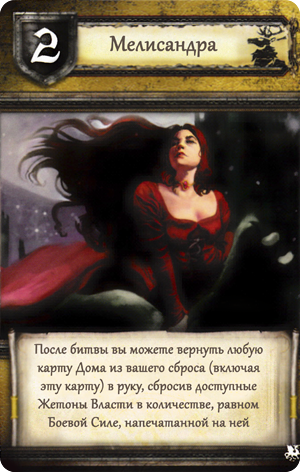 2
Мелисандра
После битвы вы можете вернуть любую
карту Дома из вашего сброса (включая
эту карту) в руку, сбросив доступные
Жетоны Власти в количестве, равном
Боевой Силе, напечатанной на ней